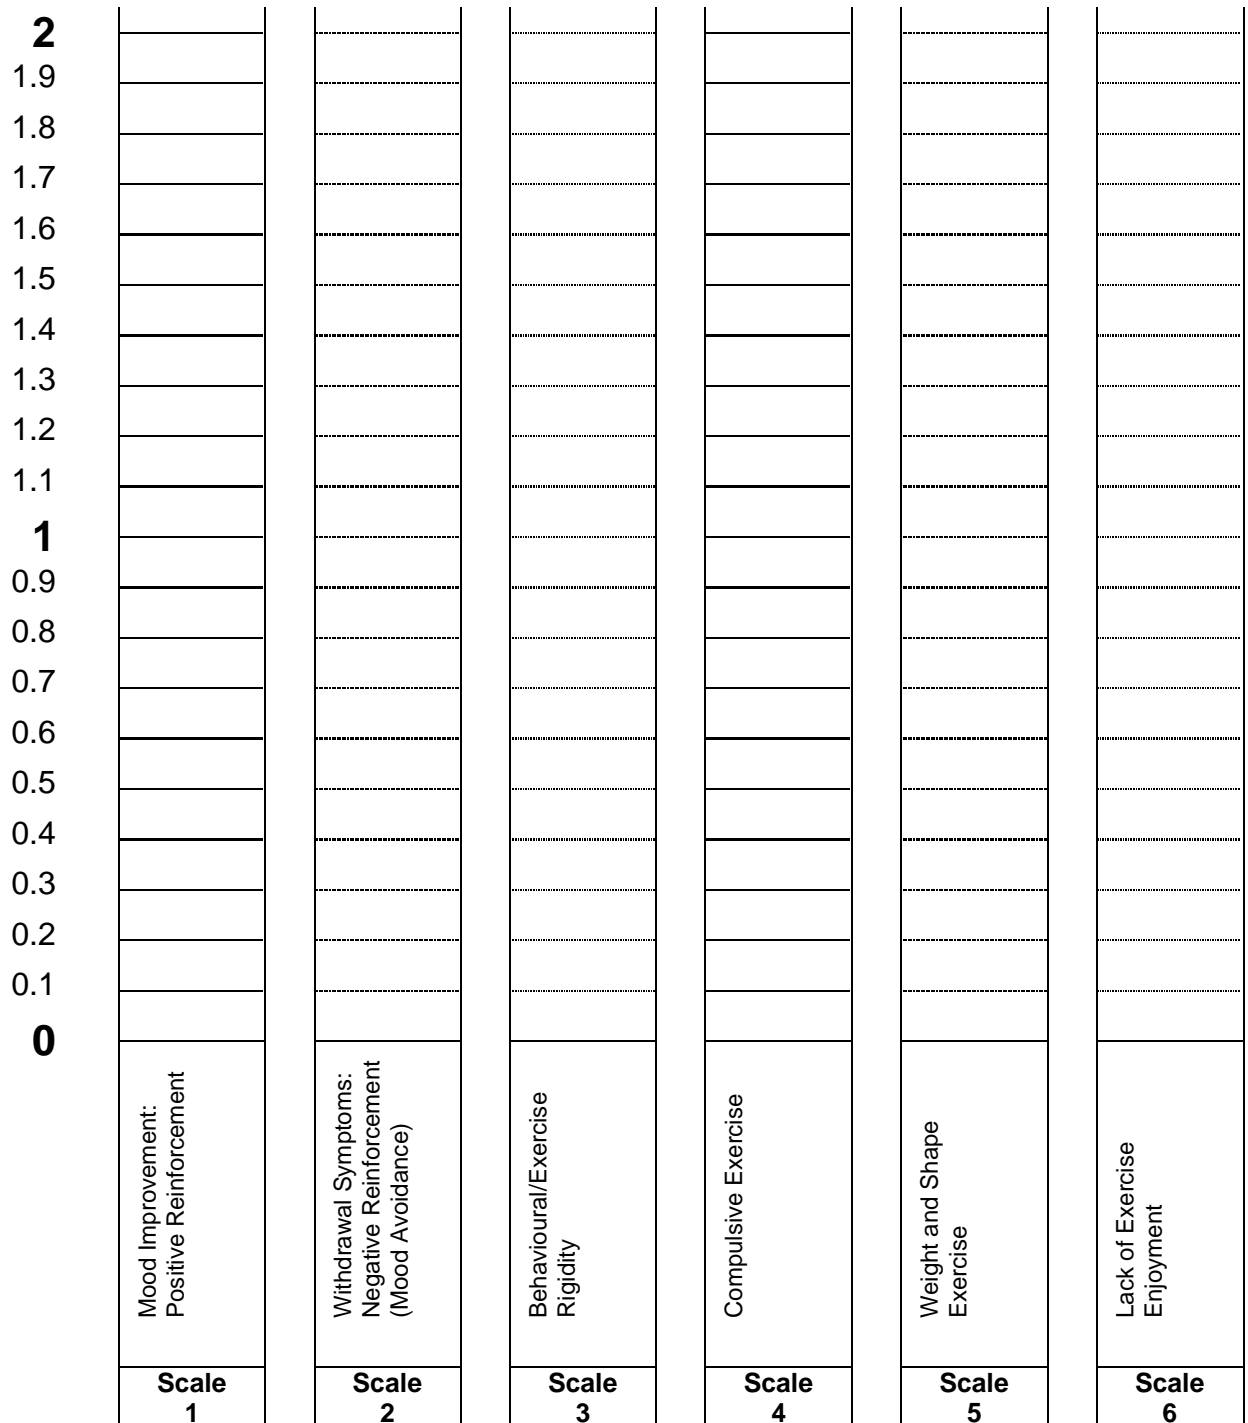 2
1.9
1.8
1.7
1.6
1.5
1.4
1.3
1.2
1.1
1
0.9
0.8
0.7
0.6
0.5
0.4
0.3
0.2
0.1
0
Mood Improvement:
Positive Reinforcement
Withdrawal Symptoms:
Negative Reinforcement
(Mood Avoidance)
Behavioural/Exercise
Rigidity
Compulsive Exercise
Weight and Shape
Exercise
Lack of Exercise
Enjoyment
Scale
1
Scale
2
Scale
3
Scale
4
Scale
5
Scale
6